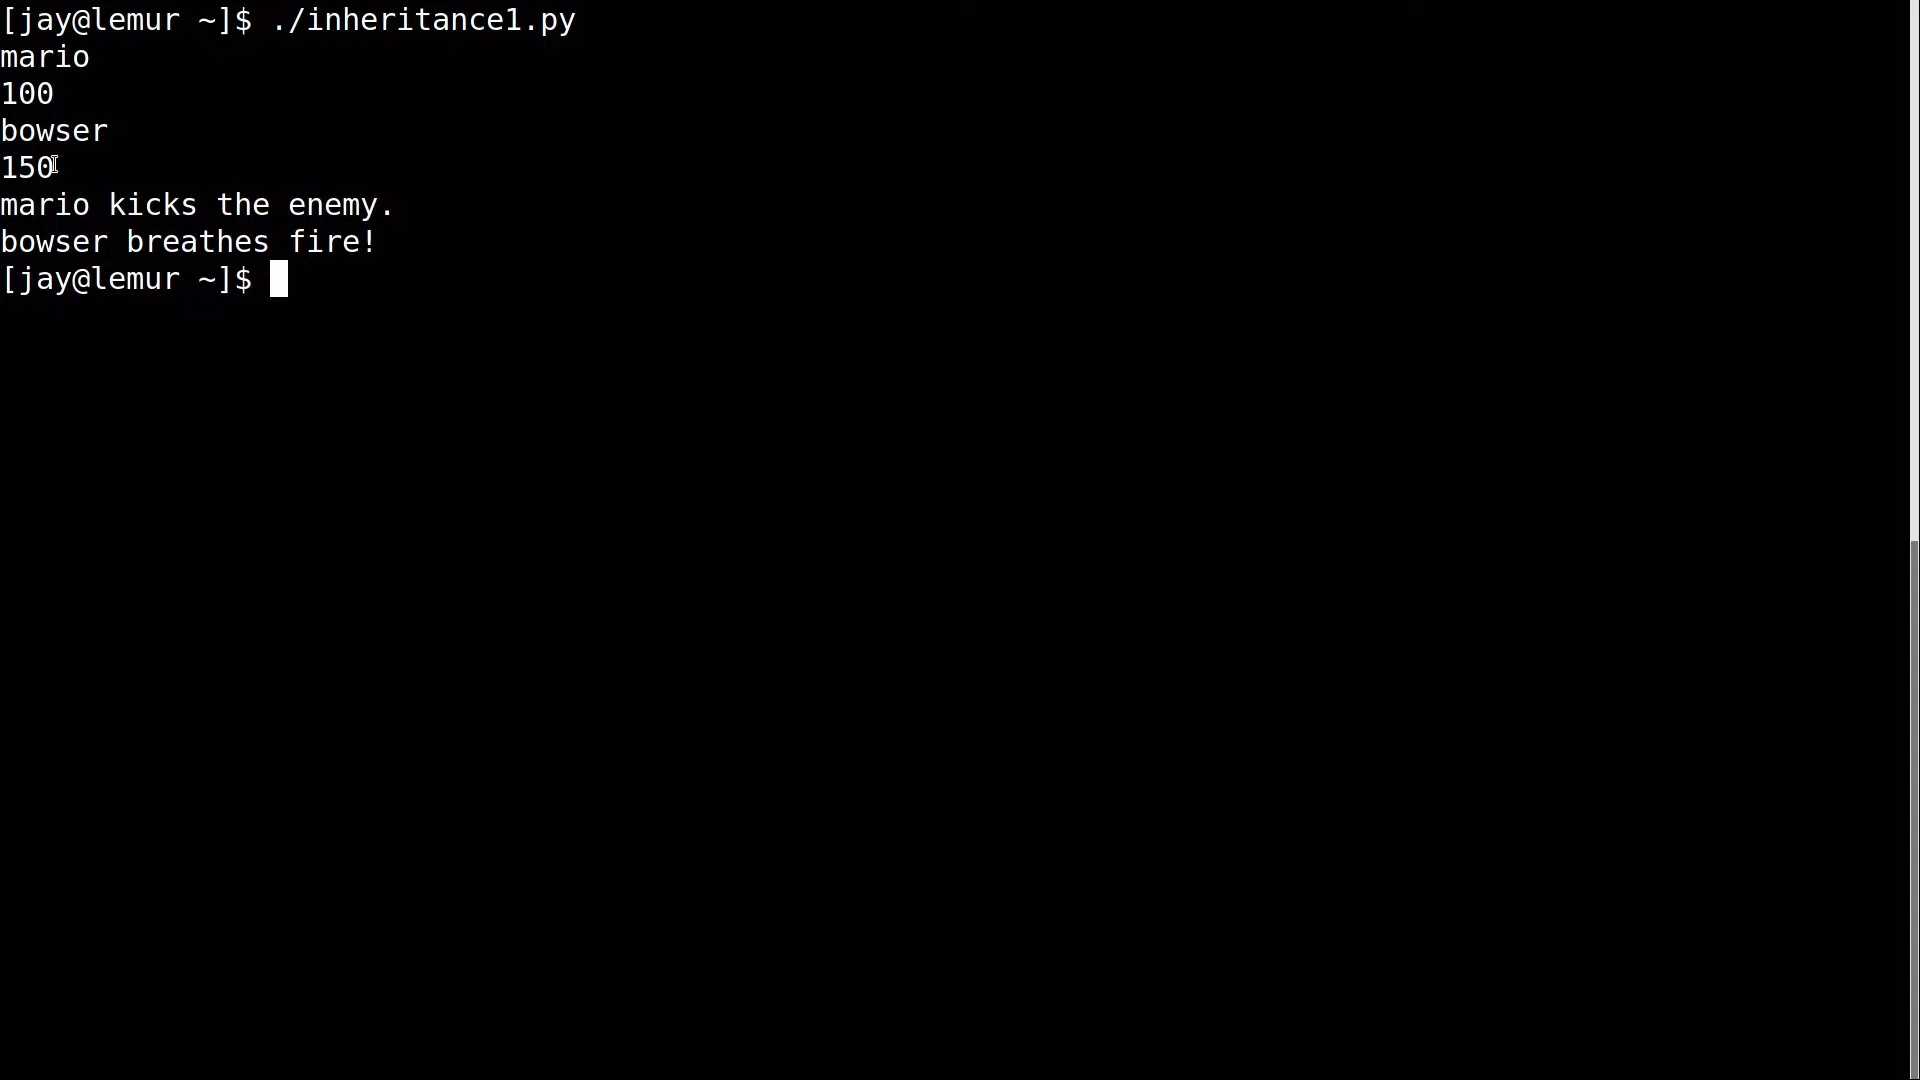 [jay@lemur ~]$ ./inheritance1.py
mario
100
bowser
150
mario kicks the enemy.
bowser breathes fire!
[jay@lemur ~]$